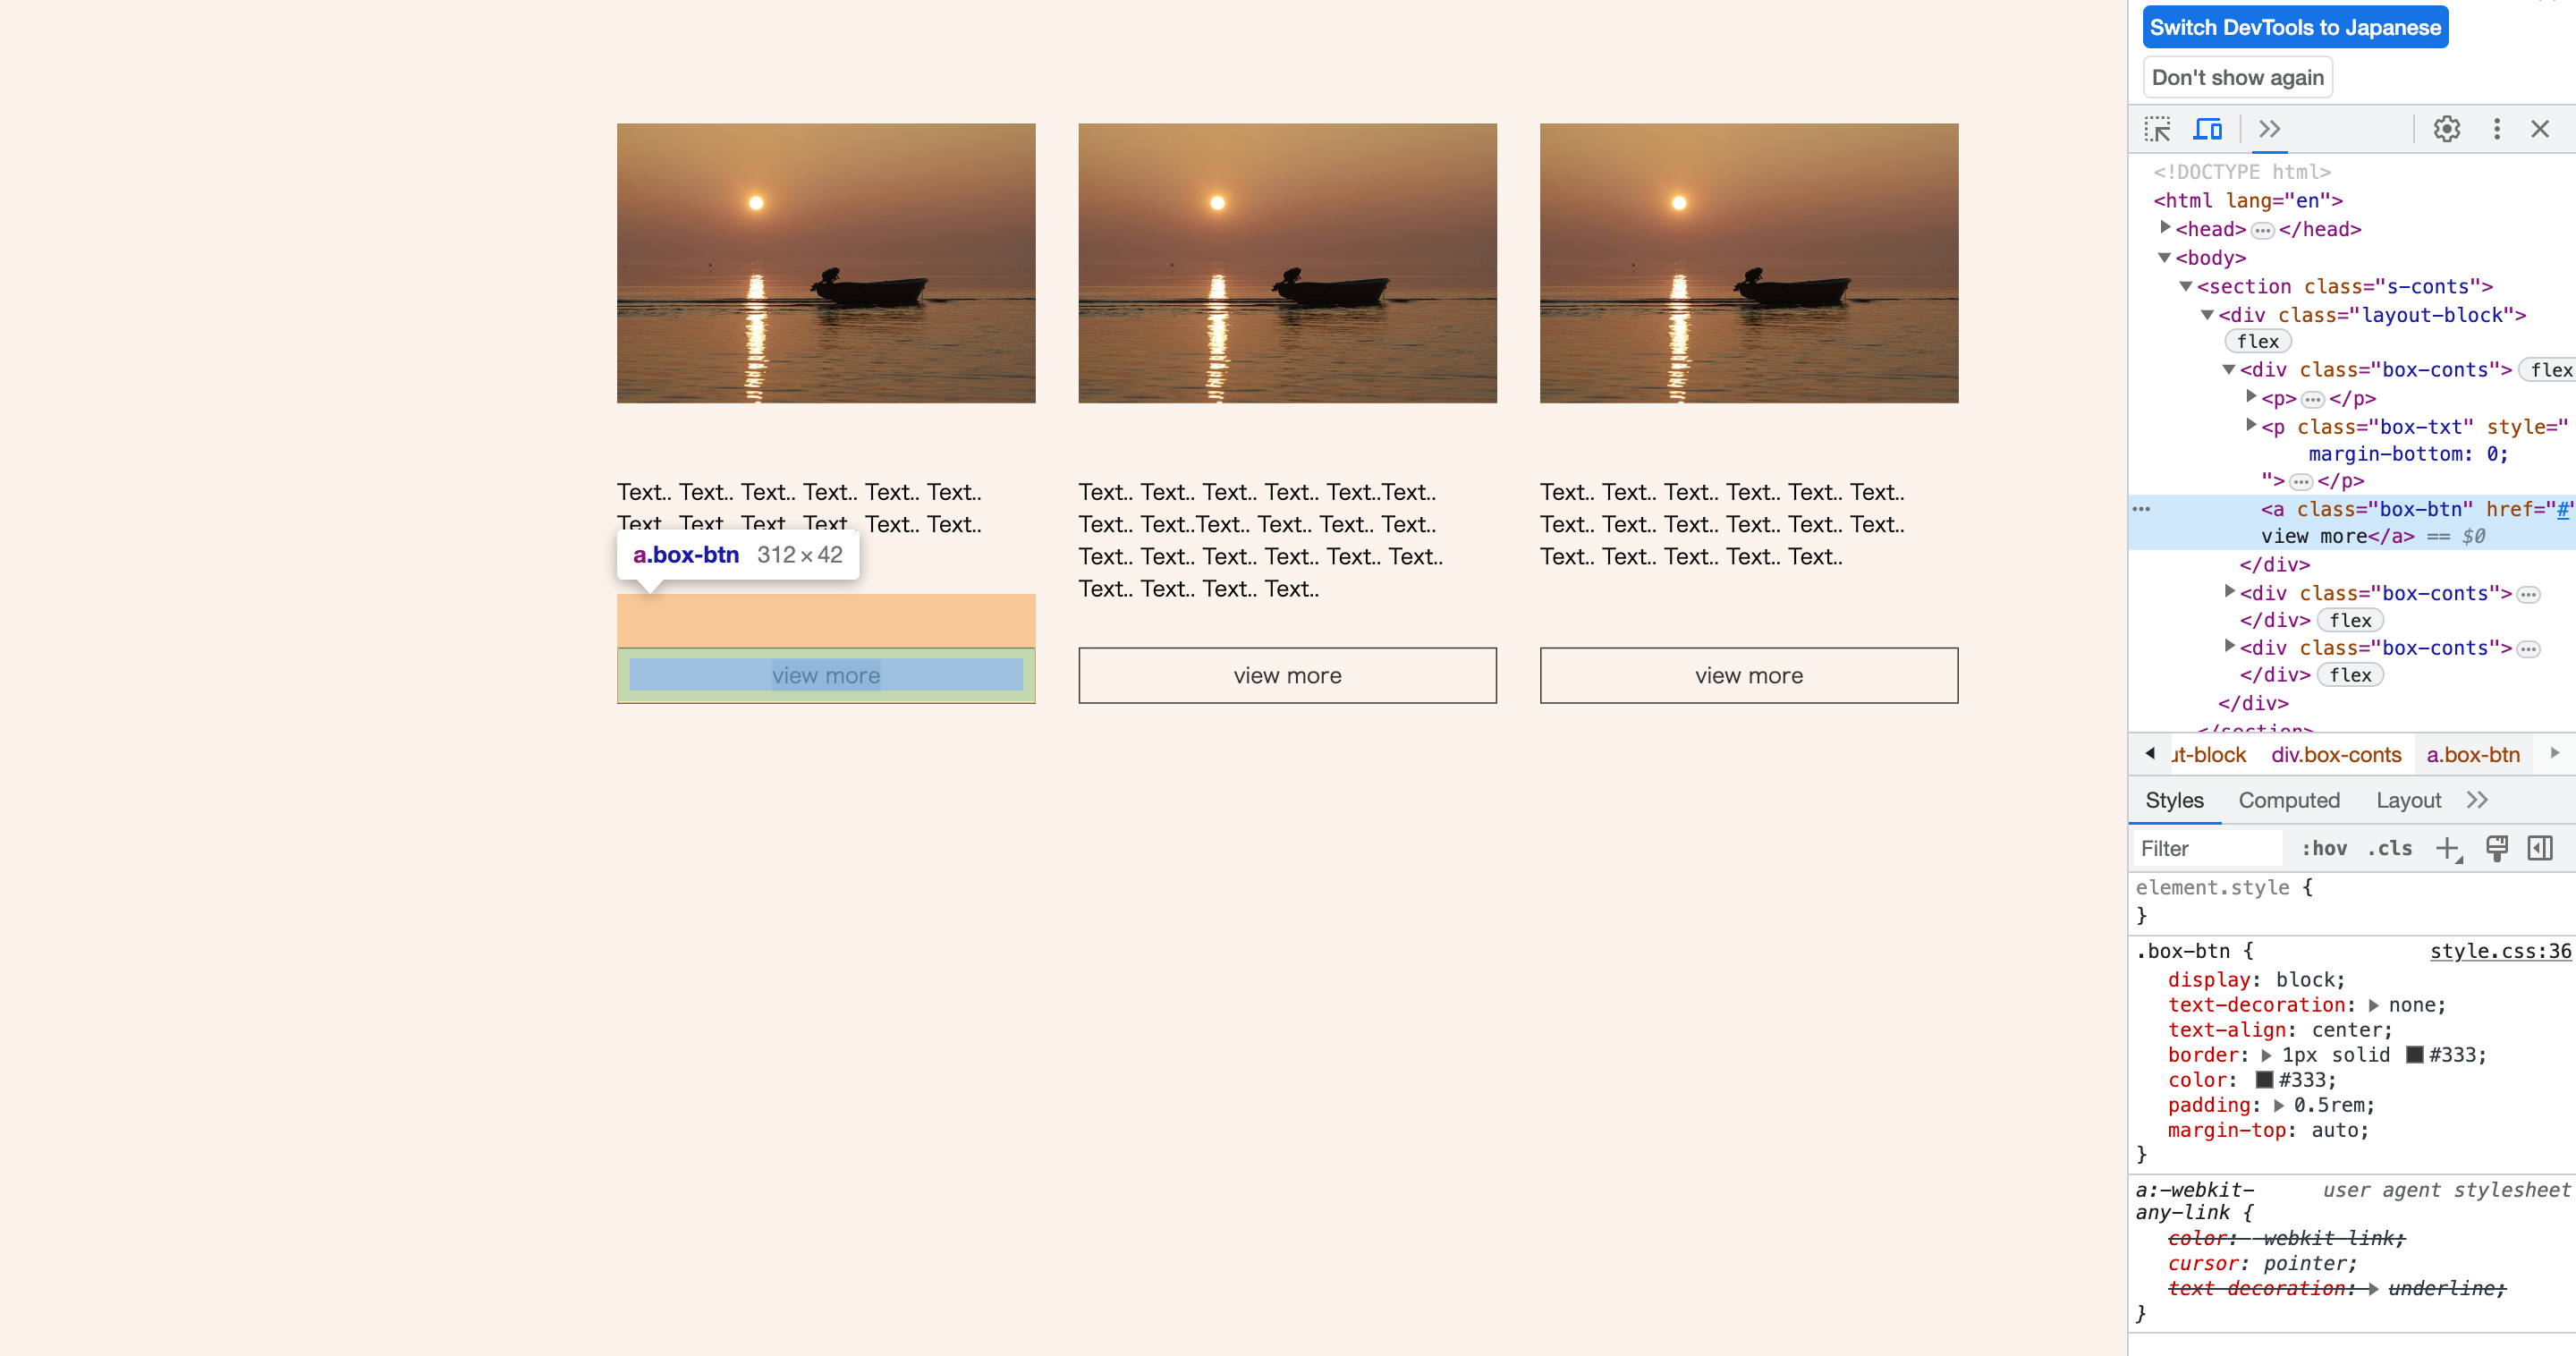 Text.. Text.. Text.. Text.. Text.. Text..
Text.. Text.. Text.. Text.. Text.. Text..
a.box-btn 312 × 42
view more
Text.. Text.. Text.. Text.. Text..Text..
Text.. Text..Text.. Text.. Text.. Text..
Text.. Text.. Text.. Text.. Text.. Text..
Text.. Text.. Text.. Text..
view more
Text.. Text.. Text.. Text.. Text.. Text..
Text.. Text.. Text.. Text.. Text.. Text..
Text.. Text.. Text.. Text.. Text..
view more
Switch DevTools to Japanese
Don't show again
<!DOCTYPE html>
<html lang="en">
<head> ••• </head>
<body>
<section class="s-conts">
<div class="layout-block">
flex
<div class="box-conts"> flex
<p> ••• </p>
<p class="box-txt" style="
margin-bottom: 0;
"> ••• </p>
<a class="box-btn" href="#"
view more</a> == $0
</div>
<div class="box-conts"> •••
</div> flex
<div class="box-conts"> •••
</div> flex
</div>
</section>
ut-block div.box-conts a.box-btn
Styles Computed Layout
Filter :hov .cls
element.style {
}
.box-btn { style.css:36
display: block;
text-decoration: none;
text-align: center;
border: 1px solid #333;
color: #333;
padding: 0.5rem;
margin-top: auto;
}
a:-webkit- user agent stylesheet
any-link {
color: -webkit-link;
cursor: pointer;
text-decoration: underline;
}